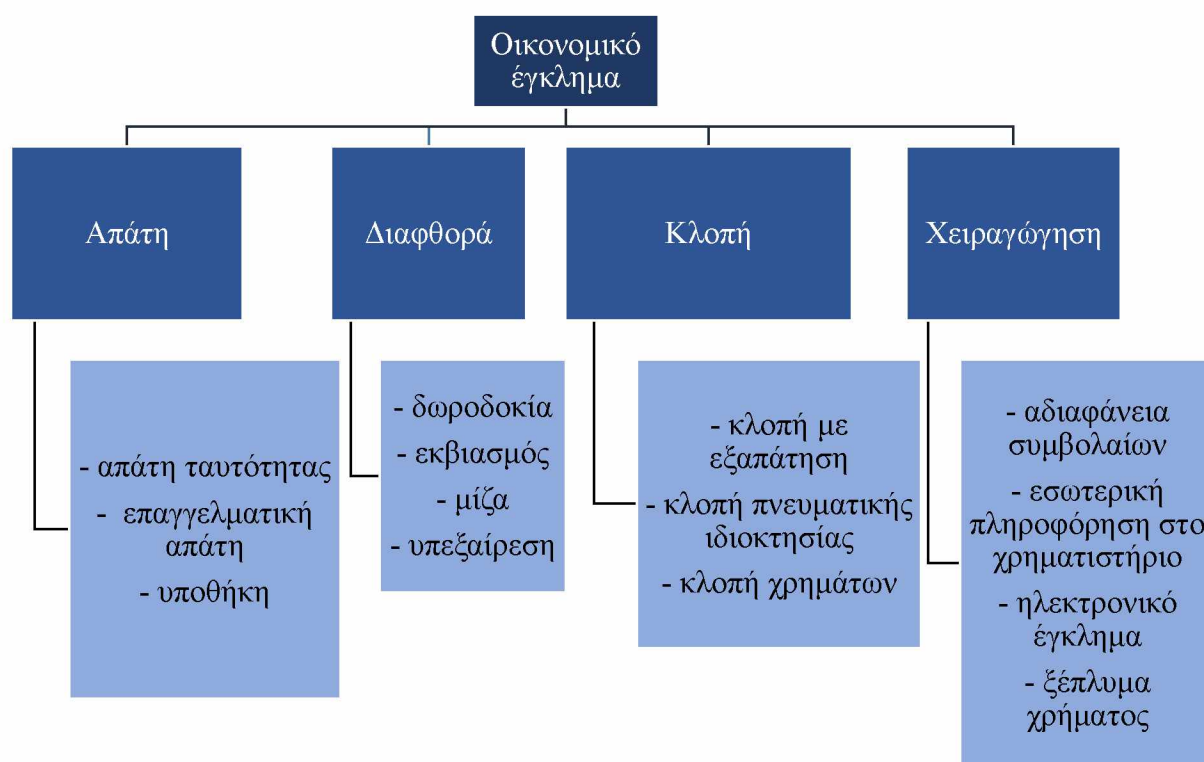 Οικονομικό
έγκλημα
Απάτη
Διαφθορά
Κλοπή
Χειραγώγηση
- απάτη ταυτότητας
- επαγγελματική
απάτη
- υποθήκη
- δωροδοκία
- εκβιασμός
- μίζα
- υπεξαίρεση
- κλοπή με
εξαπάτηση
- κλοπή πνευματικής
ιδιοκτησίας
- κλοπή χρημάτων
- αδιαφάνεια
συμβολαίων
- εσωτερική
πληροφόρηση στο
χρηματιστήριο
- ηλεκτρονικό
έγκλημα
- ξέπλυμα
χρήματος